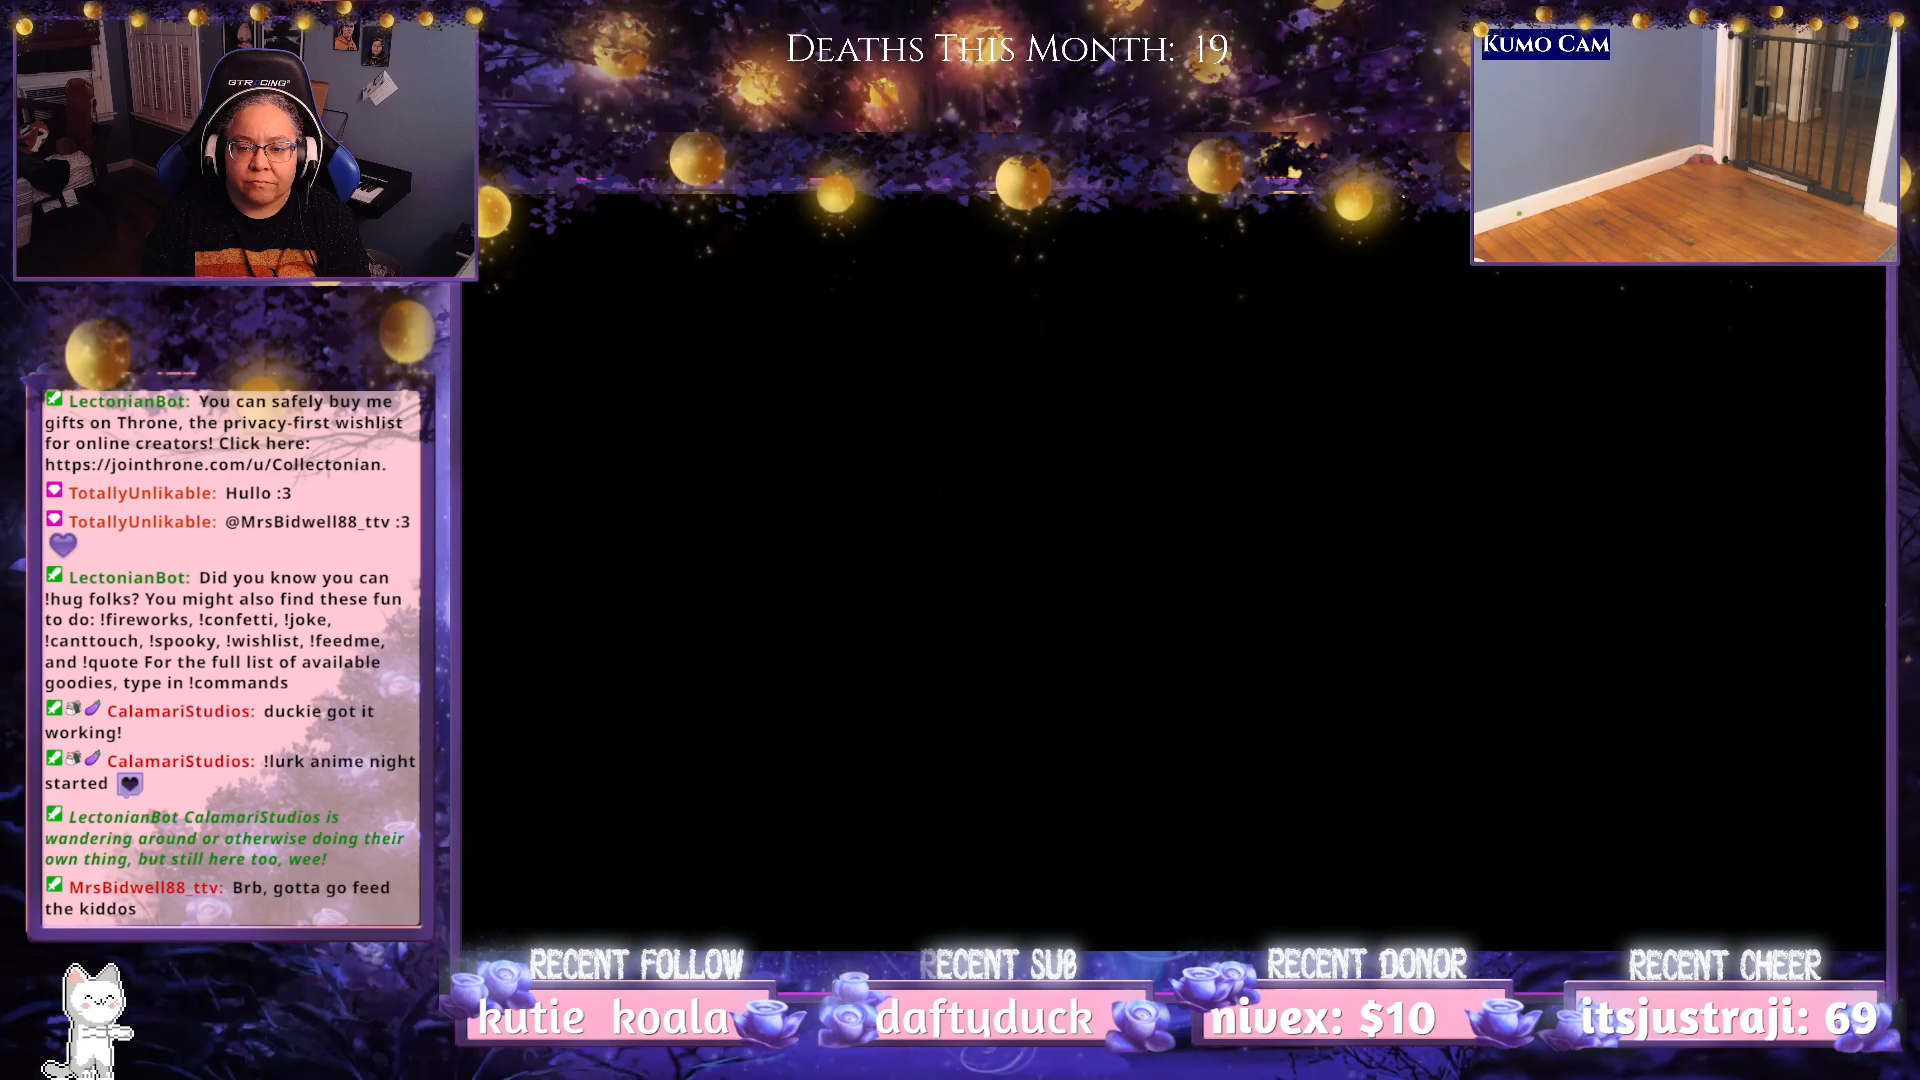 GTRACING
DEATHS THIS MONTH: 19
KUMO CAM
LectonianBot: You can safely buy me
gifts on Throne, the privacy-first wishlist
for online creators! Click here:
https://jointhrone.com/u/Collectonian.
TotallyUnlikable: Hullo :3
TotallyUnlikable: @MrsBidwell88_ttv :3
LectonianBot: Did you know you can
!hug folks? You might also find these fun
to do: !fireworks, !confetti, !joke,
!canttouch, !spooky, !wishlist, !feedme,
and !quote For the full list of available
goodies, type in !commands
CalamariStudios: duckie got it
working!
CalamariStudios: !lurk anime night
started
LectonianBot CalamariStudios is
wandering around or otherwise doing their
own thing, but still here too, wee!
MrsBidwell88_ttv: Brb, gotta go feed
the kiddos
RECENT FOLLOW
kutie koala
RECENT SUB
daftyduck
RECENT DONOR
nivex: $10
RECENT CHEER
itsjustraji: 69